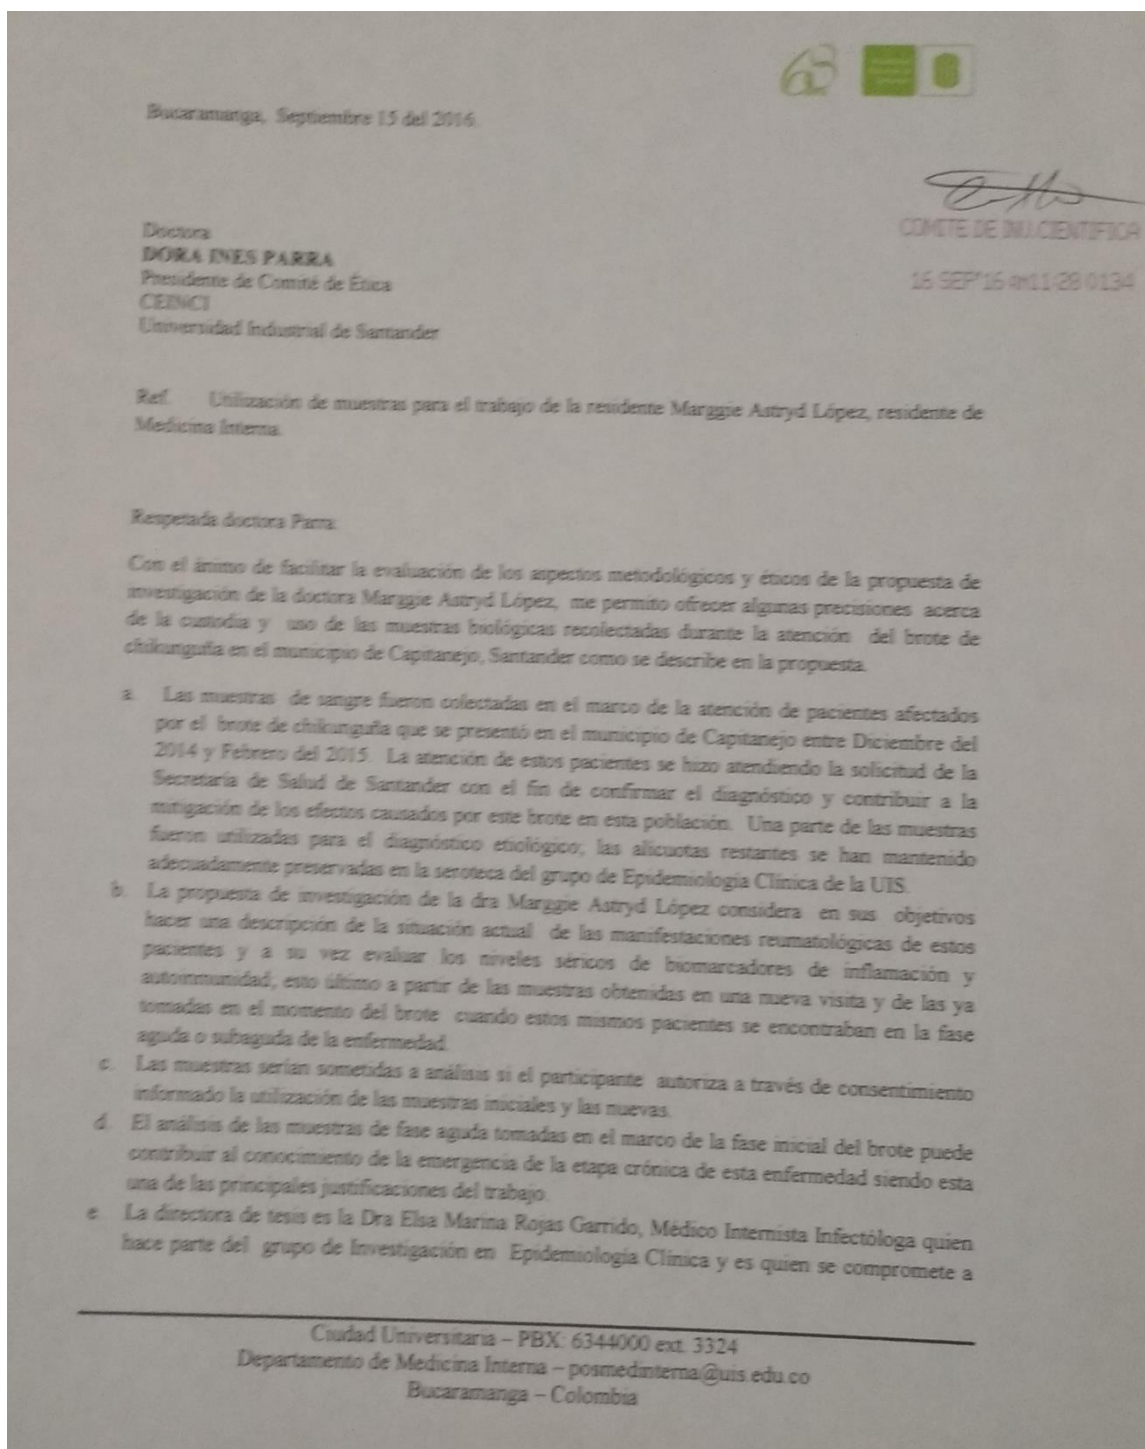 Bucaramanga, Septiembre 15 del 2016.
COMITE DE INV.CIENTIFICA
16 SEP'16 am11:28 0134
Doctora
DORA INES PARRA
Presidente de Comité de Ética
CEINCI
Universidad Industrial de Santander
Ref. Utilización de muestras para el trabajo de la residente Marggie Astryd López, residente de
Medicina Interna.
Respetada doctora Parra:
Con el ánimo de facilitar la evaluación de los aspectos metodológicos y éticos de la propuesta de
investigación de la doctora Marggie Astryd López, me permito ofrecer algunas precisiones acerca
de la custodia y uso de las muestras biológicas recolectadas durante la atención del brote de
chikunguña en el municipio de Capitanejo, Santander como se describe en la propuesta.
a. Las muestras de sangre fueron colectadas en el marco de la atención de pacientes afectados
por el brote de chikunguña que se presentó en el municipio de Capitanejo entre Diciembre del
2014 y Febrero del 2015. La atención de estos pacientes se hizo atendiendo la solicitud de la
Secretaría de Salud de Santander con el fin de confirmar el diagnóstico y contribuir a la
mitigación de los efectos causados por este brote en esta población. Una parte de las muestras
fueron utilizadas para el diagnóstico etiológico; las alícuotas restantes se han mantenido
adecuadamente preservadas en la seroteca del grupo de Epidemiología Clínica de la UIS.
b. La propuesta de investigación de la dra Marggie Astryd López considera en sus objetivos
hacer una descripción de la situación actual de las manifestaciones reumatológicas de estos
pacientes y a su vez evaluar los niveles séricos de biomarcadores de inflamación y
autoinmunidad; esto último a partir de las muestras obtenidas en una nueva visita y de las ya
tomadas en el momento del brote cuando estos mismos pacientes se encontraban en la fase
aguda o subaguda de la enfermedad.
c. Las muestras serían sometidas a análisis si el participante autoriza a través de consentimiento
informado la utilización de las muestras iniciales y las nuevas.
d. El análisis de las muestras de fase aguda tomadas en el marco de la fase inicial del brote puede
contribuir al conocimiento de la emergencia de la etapa crónica de esta enfermedad siendo esta
una de las principales justificaciones del trabajo.
e. La directora de tesis es la Dra Elsa Marina Rojas Garrido, Médico Internista Infectóloga quien
hace parte del grupo de Investigación en Epidemiología Clínica y es quien se compromete a
Ciudad Universitaria – PBX: 6344000 ext. 3324
Departamento de Medicina Interna – posmedinterna@uis.edu.co
Bucaramanga – Colombia